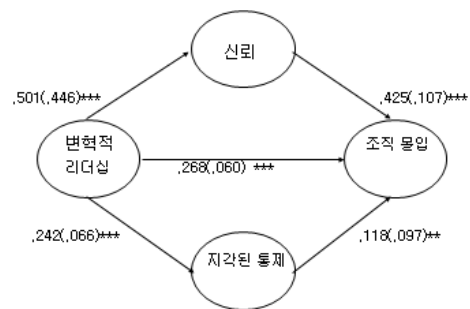 신뢰
,501(,446)***
,425(,107)***
변혁적
리더십
조직 몰입
,268(,060) ***
,242(,066)***
지각된 통제
,118(,097)**